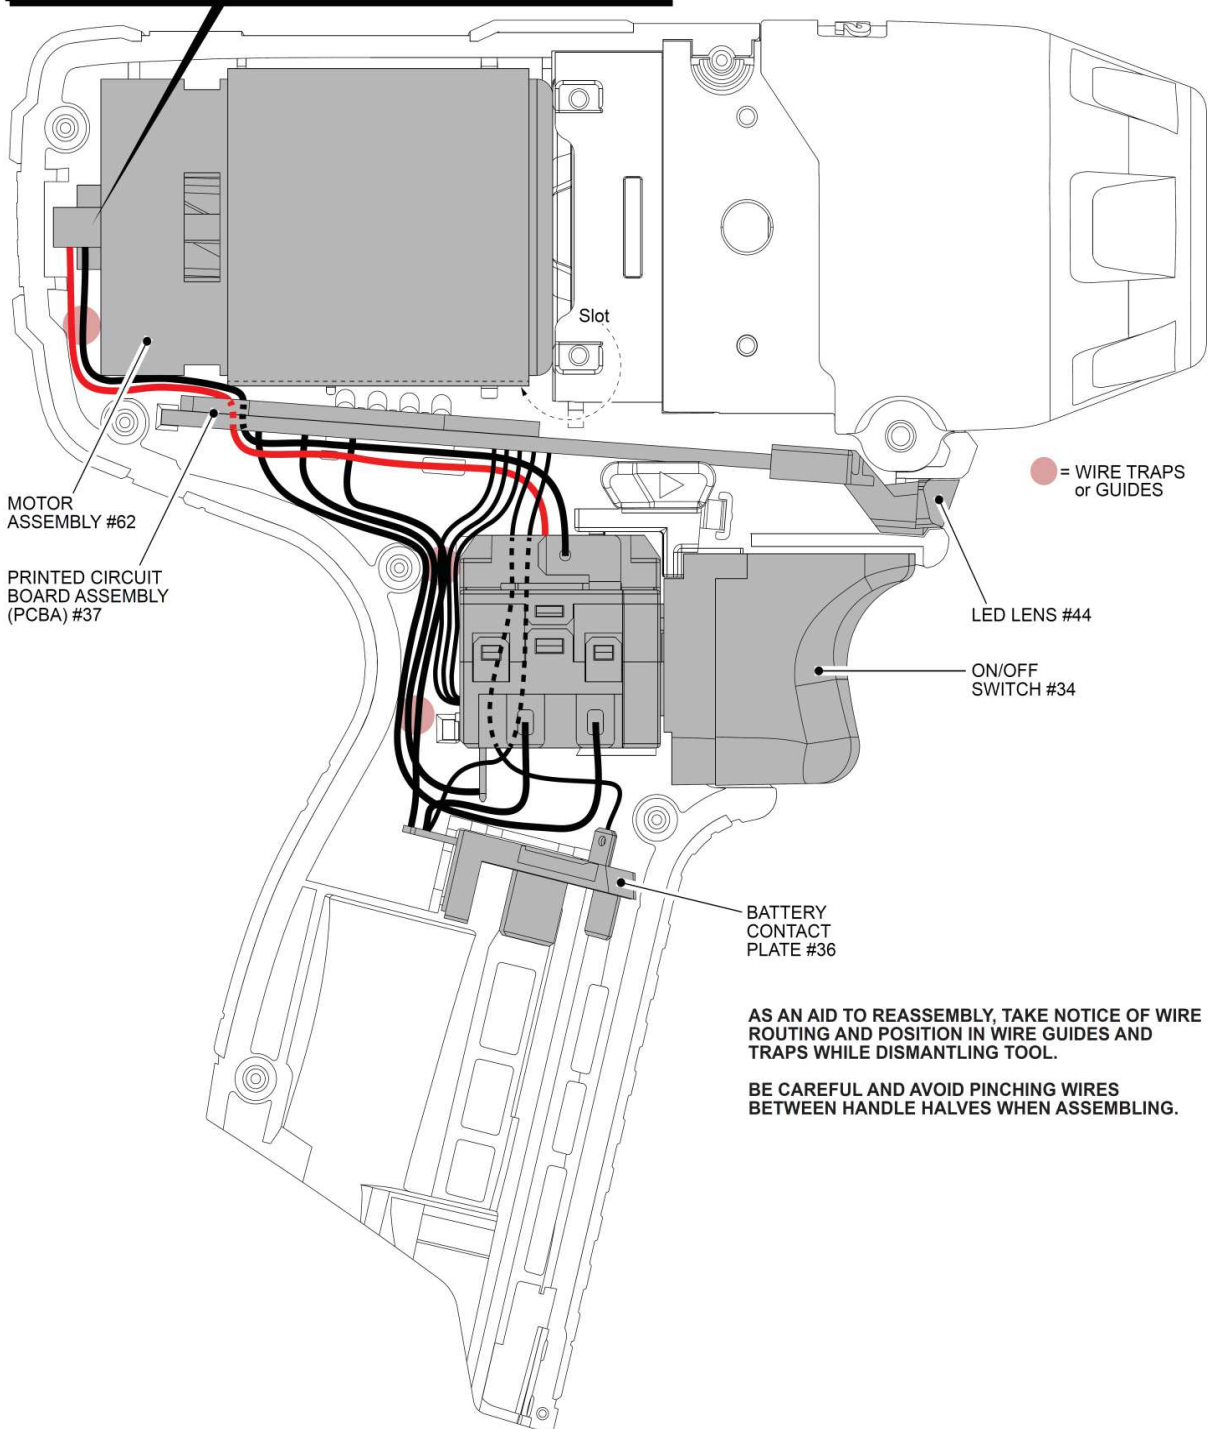 Slot
= WIRE TRAPS
or GUIDES
MOTOR
ASSEMBLY #62
PRINTED CIRCUIT
BOARD ASSEMBLY
(PCBA) #37
LED LENS #44
ON/OFF
SWITCH #34
BATTERY
CONTACT
PLATE #36
AS AN AID TO REASSEMBLY, TAKE NOTICE OF WIRE
ROUTING AND POSITION IN WIRE GUIDES AND
TRAPS WHILE DISMANTLING TOOL.
BE CAREFUL AND AVOID PINCHING WIRES
BETWEEN HANDLE HALVES WHEN ASSEMBLING.